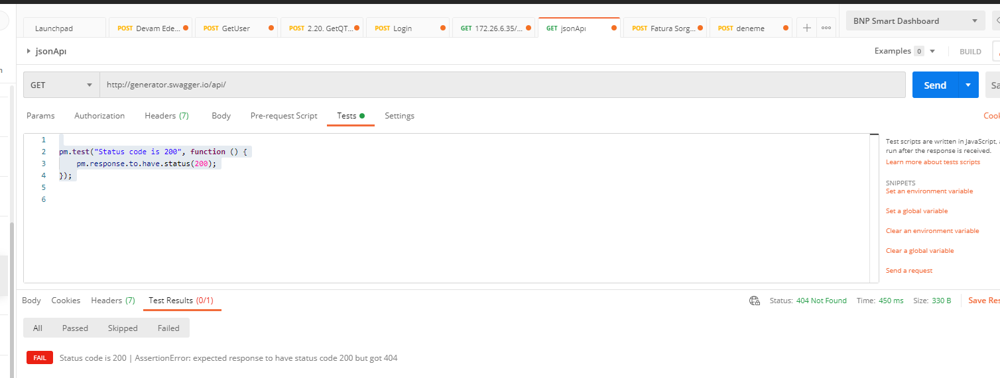 Launchpad
POST Devam Ede...
POST GetUser
POST 2.20. GetQT...
POST Login
GET 172.26.6.35/...
GET jsonApı
POST Fatura Sorg...
POST deneme
BNP Smart Dashboard
jsonApı
Examples 0
BUILD
GET
http://generator.swagger.io/api/
Send
Sa
Params
Authorization
Headers (7)
Body
Pre-request Script
Tests
Settings
Cook
1
2 pm.test("Status code is 200", function () {
3 pm.response.to.have.status(200);
4 });
5
6
Test scripts are written in JavaScript,
run after the response is received.
Learn more about tests scripts
SNIPPETS
Set an environment variable
Set a global variable
Clear an environment variable
Clear a global variable
Send a request
Body
Cookies
Headers (7)
Test Results (0/1)
Status: 404 Not Found
Time: 450 ms
Size: 330 B
Save Res
All
Passed
Skipped
Failed
FAIL Status code is 200 | AssertionError: expected response to have status code 200 but got 404